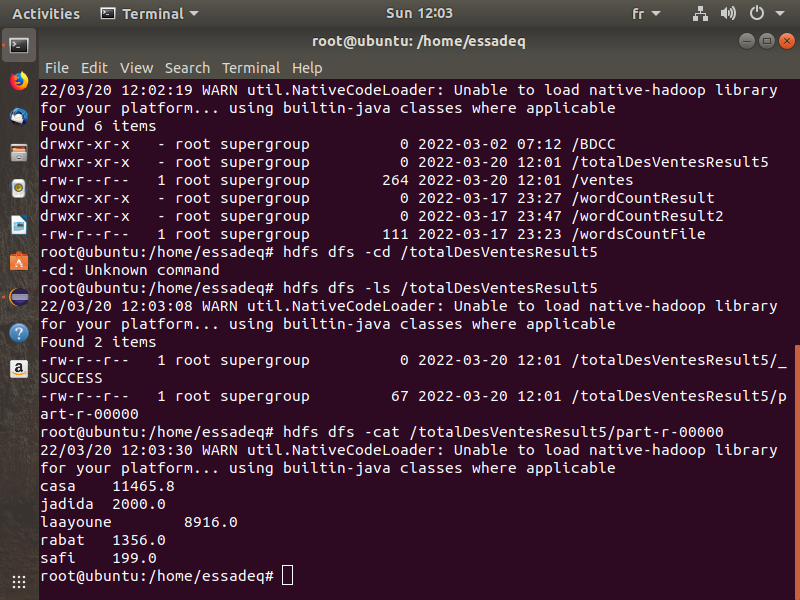 Activities Terminal Sun 12:03 fr
root@ubuntu: /home/essadeq
File Edit View Search Terminal Help
22/03/20 12:02:19 WARN util.NativeCodeLoader: Unable to load native-hadoop library
for your platform... using builtin-java classes where applicable
Found 6 items
drwxr-xr-x   - root supergroup          0 2022-03-02 07:12 /BDCC
drwxr-xr-x   - root supergroup          0 2022-03-20 12:01 /totalDesVentesResult5
-rw-r--r--   1 root supergroup        264 2022-03-20 12:01 /ventes
drwxr-xr-x   - root supergroup          0 2022-03-17 23:27 /wordCountResult
drwxr-xr-x   - root supergroup          0 2022-03-17 23:47 /wordCountResult2
-rw-r--r--   1 root supergroup        111 2022-03-17 23:23 /wordsCountFile
root@ubuntu:/home/essadeq# hdfs dfs -cd /totalDesVentesResult5
-cd: Unknown command
root@ubuntu:/home/essadeq# hdfs dfs -ls /totalDesVentesResult5
22/03/20 12:03:08 WARN util.NativeCodeLoader: Unable to load native-hadoop library
for your platform... using builtin-java classes where applicable
Found 2 items
-rw-r--r--   1 root supergroup          0 2022-03-20 12:01 /totalDesVentesResult5/_
SUCCESS
-rw-r--r--   1 root supergroup         67 2022-03-20 12:01 /totalDesVentesResult5/p
art-r-00000
root@ubuntu:/home/essadeq# hdfs dfs -cat /totalDesVentesResult5/part-r-00000
22/03/20 12:03:30 WARN util.NativeCodeLoader: Unable to load native-hadoop library
for your platform... using builtin-java classes where applicable
casa    11465.8
jadida  2000.0
laayoune        8916.0
rabat   1356.0
safi    199.0
root@ubuntu:/home/essadeq#